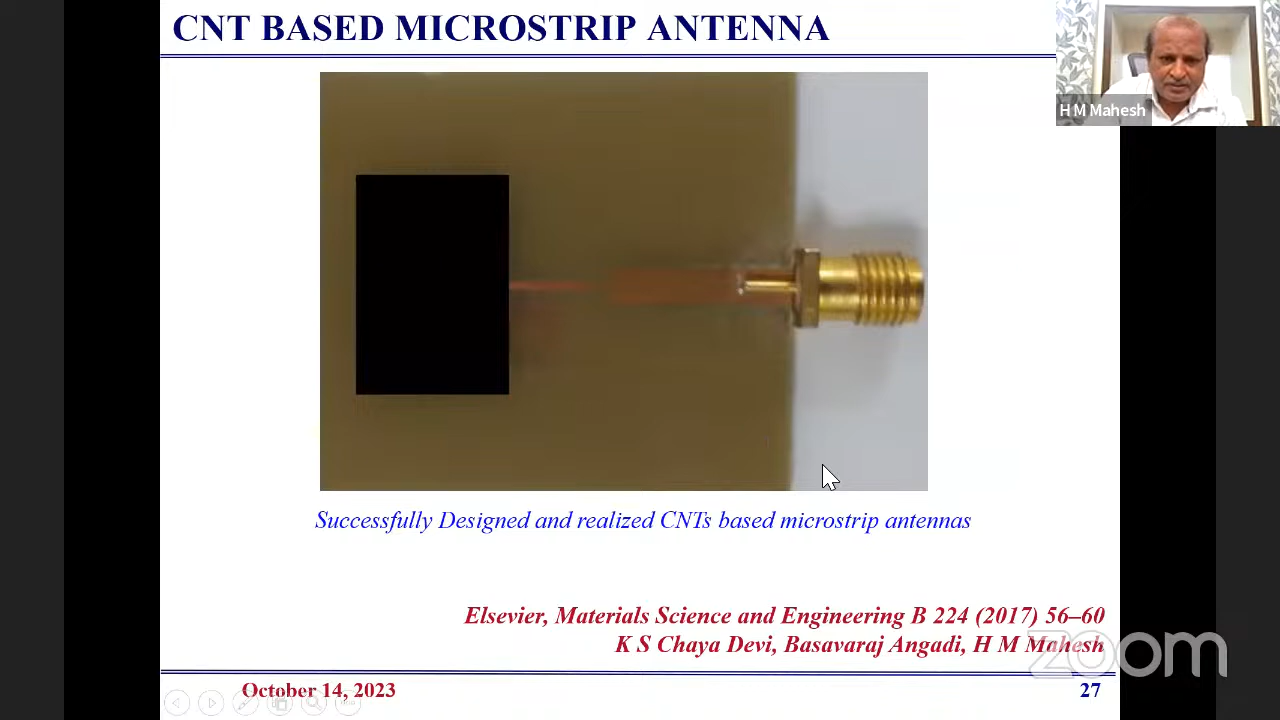 CNT BASED MICROSTRIP ANTENNA
H M Mahesh
Successfully Designed and realized CNTs based microstrip antennas
Elsevier, Materials Science and Engineering B 224 (2017) 56–60
K S Chaya Devi, Basavaraj Angadi, H M Mahesh
zoom
October 14, 2023
27